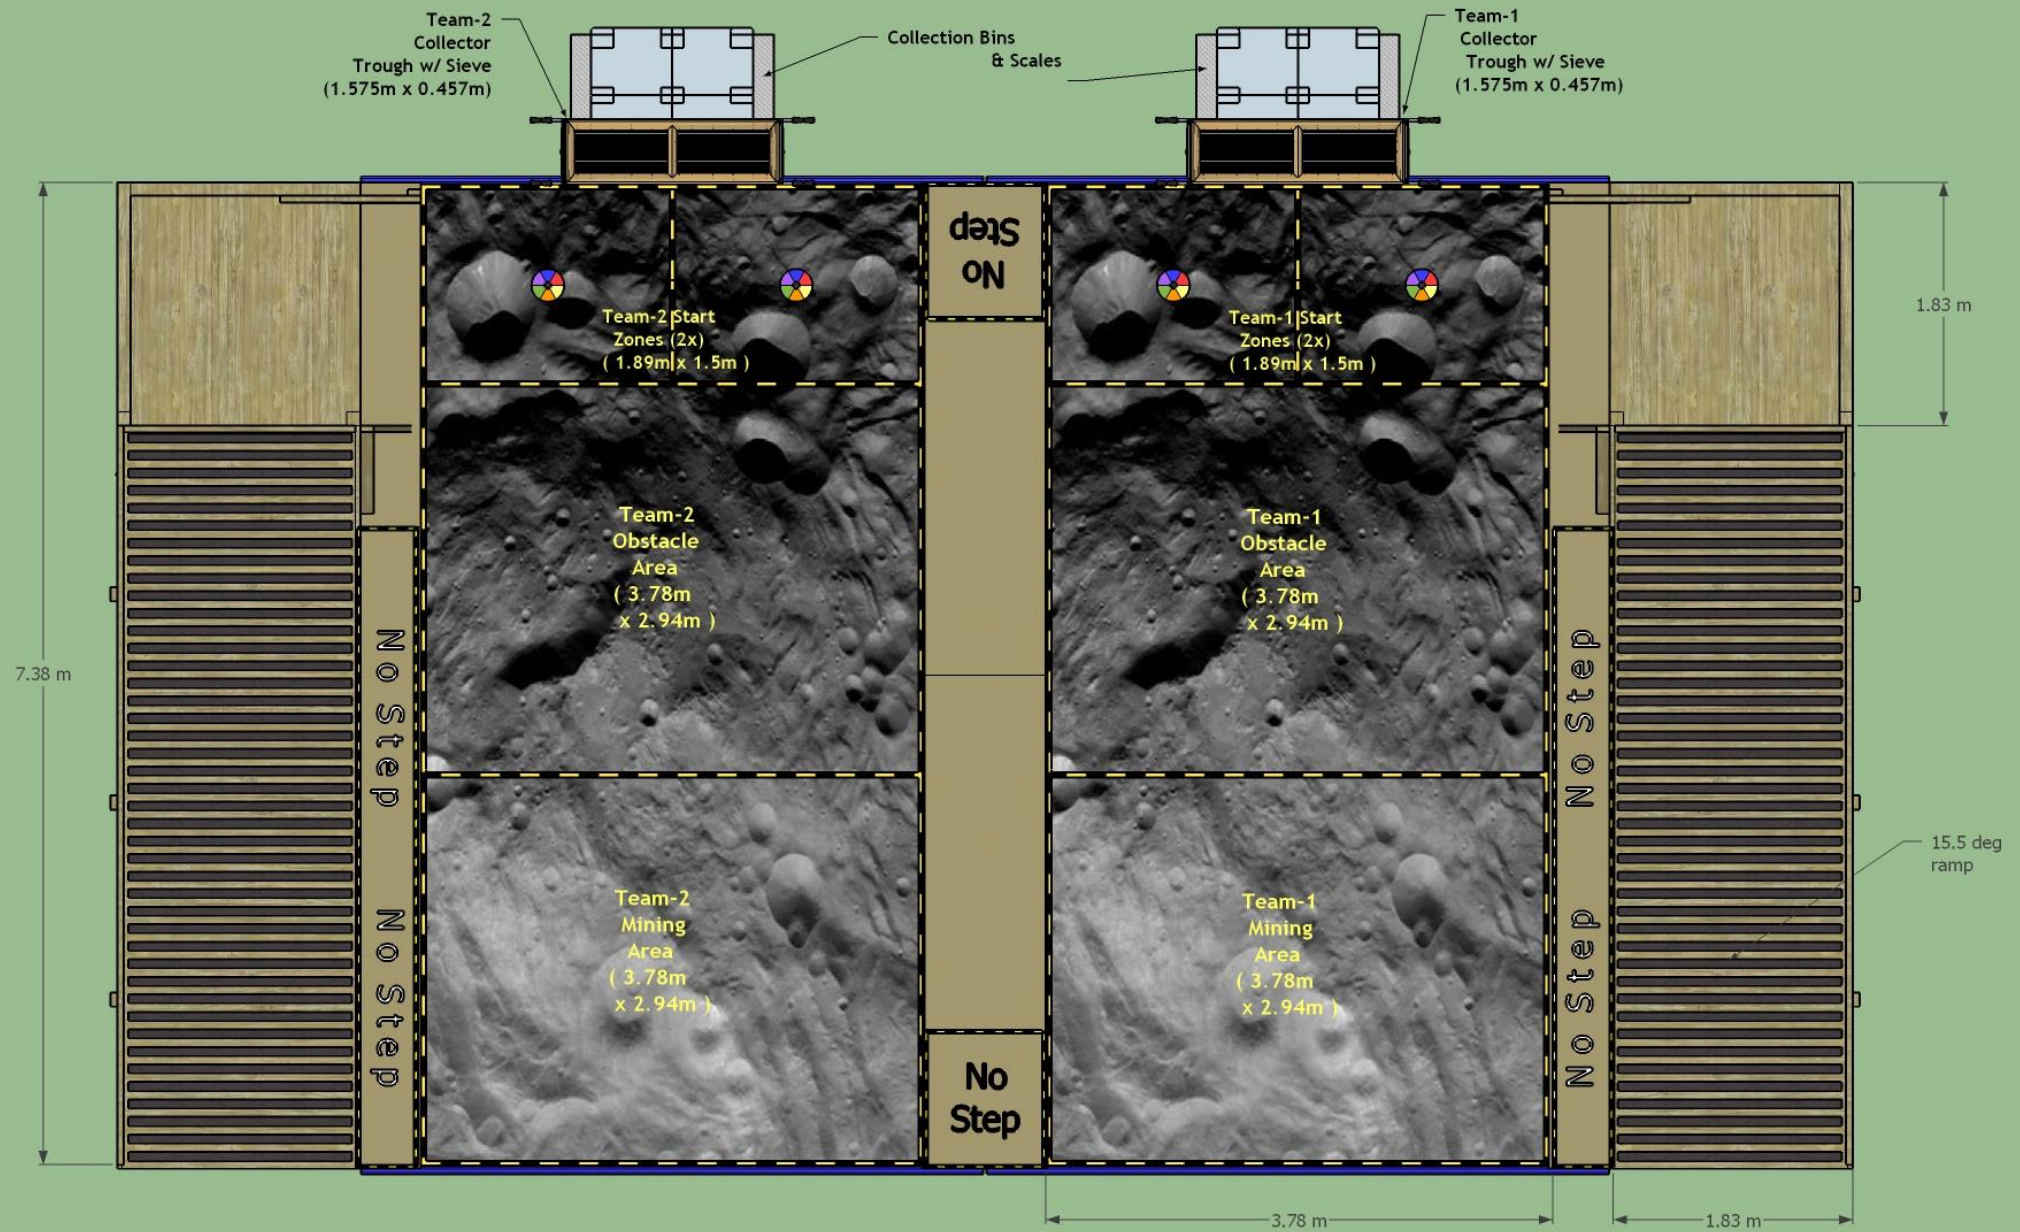 Team-2
Collector
Trough w/ Sieve
(1.575m x 0.457m)
Collection Bins
& Scales
Team-1
Collector
Trough w/ Sieve
(1.575m x 0.457m)
No
Step
Team-2 Start
Zones (2x)
( 1.89m x 1.5m )
Team-1 Start
Zones (2x)
( 1.89m x 1.5m )
1.83 m
Team-2
Obstacle
Area
( 3.78m
x 2.94m )
Team-1
Obstacle
Area
( 3.78m
x 2.94m )
7.38 m
No Step
No Step
No Step
No Step
15.5 deg
ramp
Team-2
Mining
Area
( 3.78m
x 2.94m )
Team-1
Mining
Area
( 3.78m
x 2.94m )
No
Step
3.78 m
1.83 m